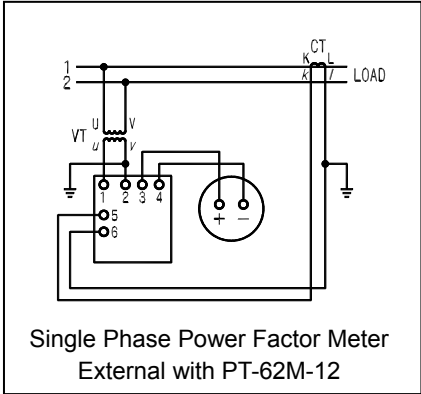 CT
K L
1
k l
2 LOAD
U V
VT
u v
1 2 3 4
5
+ −
6
Single Phase Power Factor Meter
External with PT-62M-12